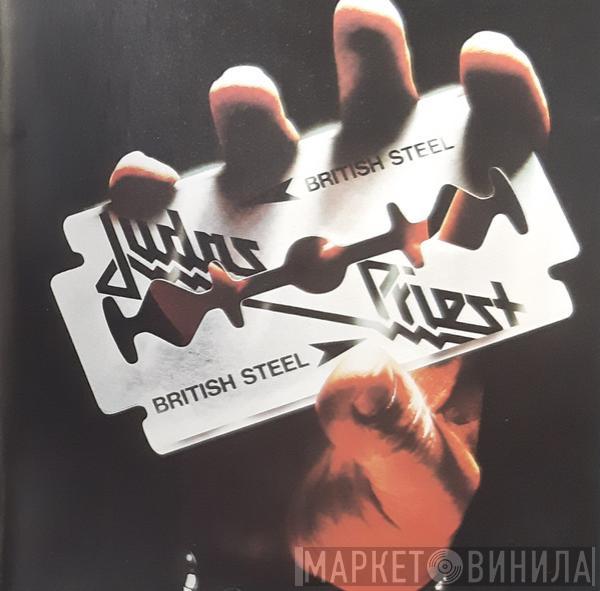 BRITISH STEEL
Judas
Priest
BRITISH STEEL
МАРКЕТ ВИНИЛА